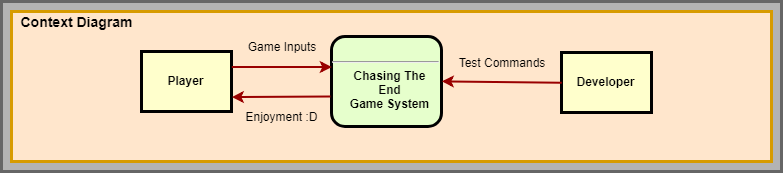 Context Diagram
Game Inputs
Player
Chasing The
End
Game System
Enjoyment :D
Test Commands
Developer